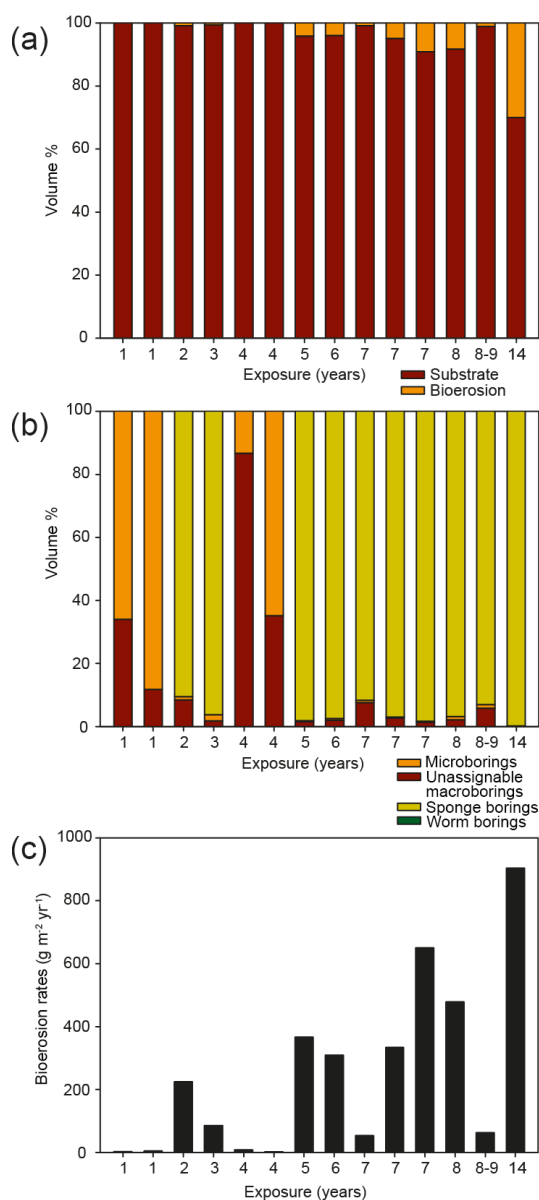 (a)
100
80
60
40
20
0
Volume %
1 1 2 3 4 4 5 6 7 7 7 8 8-9 14
Exposure (years)
Substrate
Bioerosion
(b)
100
80
60
40
20
0
Volume %
1 1 2 3 4 4 5 6 7 7 7 8 8-9 14
Exposure (years)
Microborings
Unassignable
macroborings
Sponge borings
Worm borings
(c)
1000
800
600
400
200
0
Bioerosion rates (g m⁻² yr⁻¹)
1 1 2 3 4 4 5 6 7 7 7 8 8-9 14
Exposure (years)